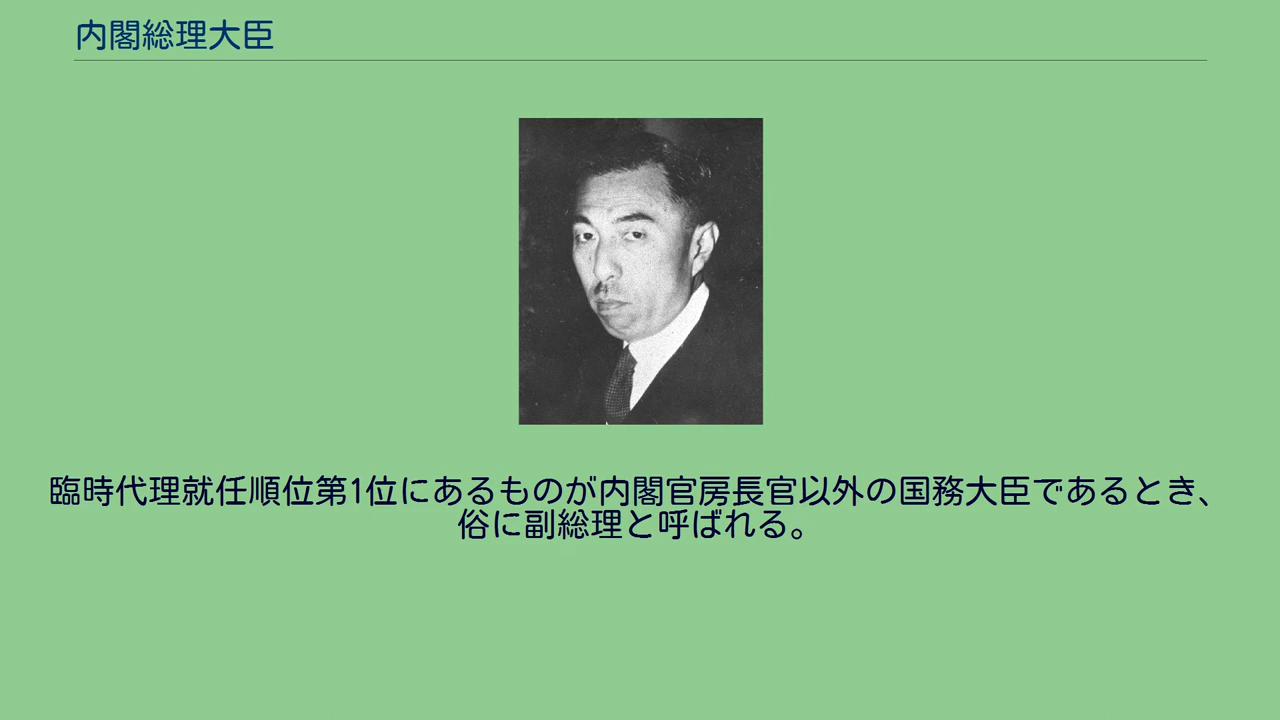 内閣総理大臣
臨時代理就任順位第1位にあるものが内閣官房長官以外の国務大臣であるとき、
俗に副総理と呼ばれる。